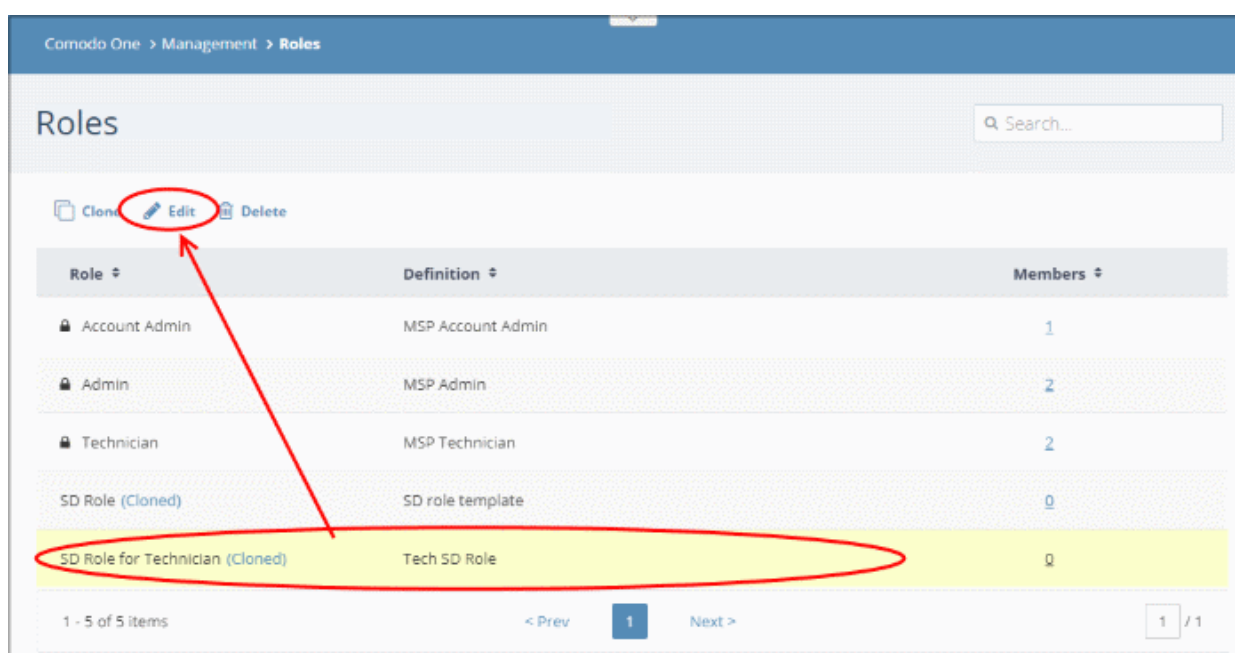 Comodo One > Management > Roles
Roles
Search...
Clone Edit Delete
Role Definition Members
Account Admin MSP Account Admin 1
Admin MSP Admin 2
Technician MSP Technician 2
SD Role (Cloned) SD role template 0
SD Role for Technician (Cloned) Tech SD Role 0
1 - 5 of 5 items < Prev 1 Next > 1 / 1